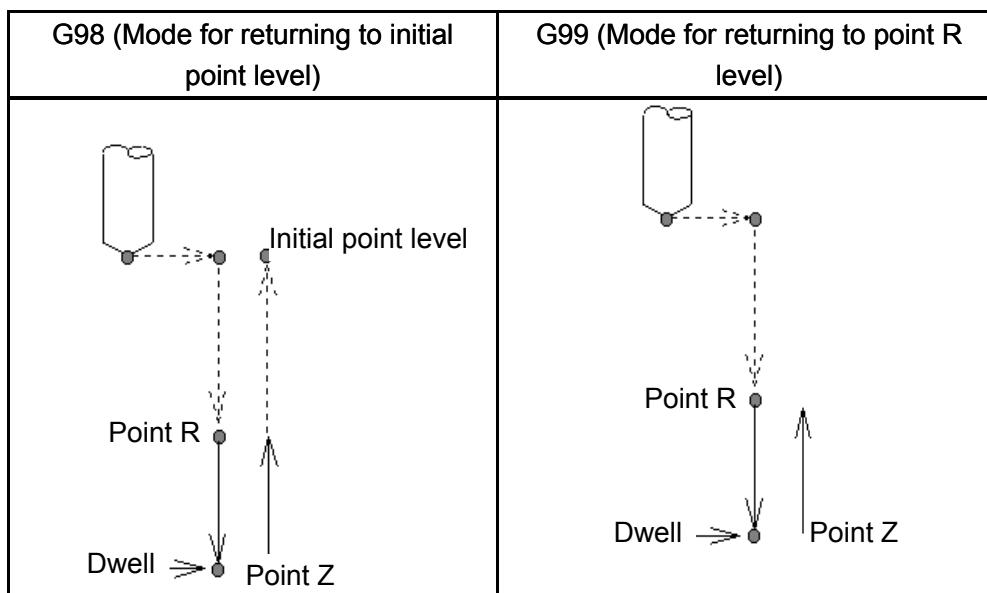 G98 (Mode for returning to initial
point level)
G99 (Mode for returning to point R
level)
Initial point level
Point R
Dwell
Point Z
Point R
Dwell
Point Z